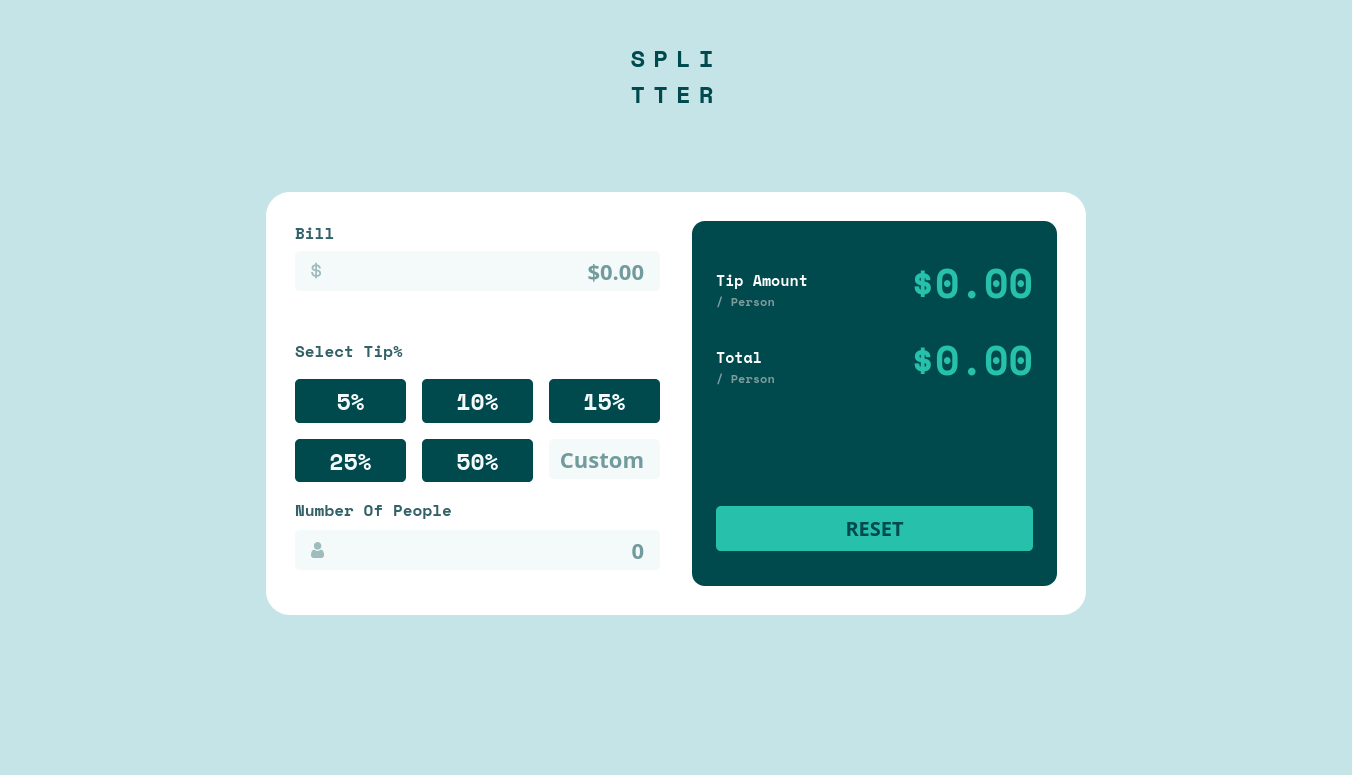 SPLI
TTER
Bill
$ $0.00
Select Tip%
5% 10% 15%
25% 50% Custom
Number Of People
0
Tip Amount $0.00
/ Person
Total $0.00
/ Person
RESET